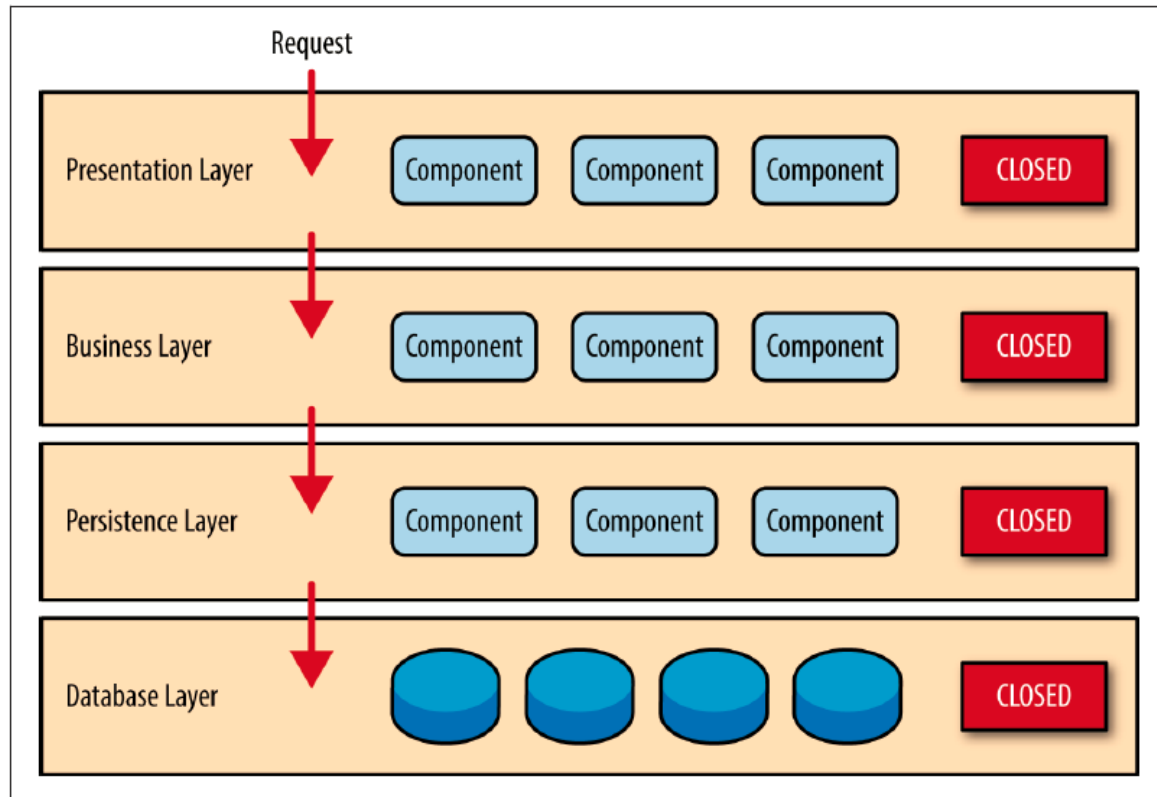 Request
Presentation Layer Component Component Component CLOSED
Business Layer Component Component Component CLOSED
Persistence Layer Component Component Component CLOSED
Database Layer CLOSED